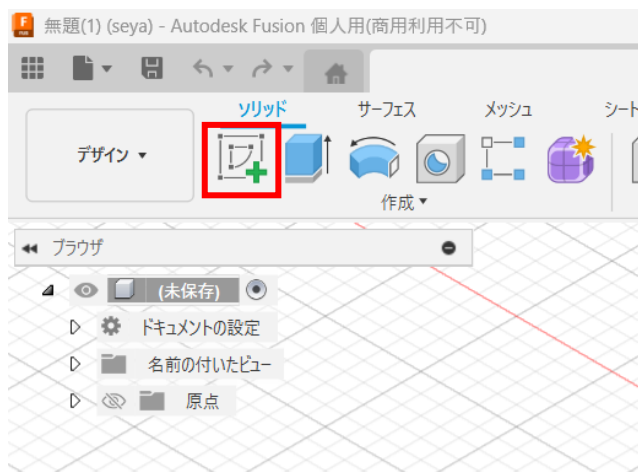 無題(1) (seya) - Autodesk Fusion 個人用(商用利用不可)
ソリッド サーフェス メッシュ シート
デザイン
作成
ブラウザ
(未保存)
ドキュメントの設定
名前の付いたビュー
原点